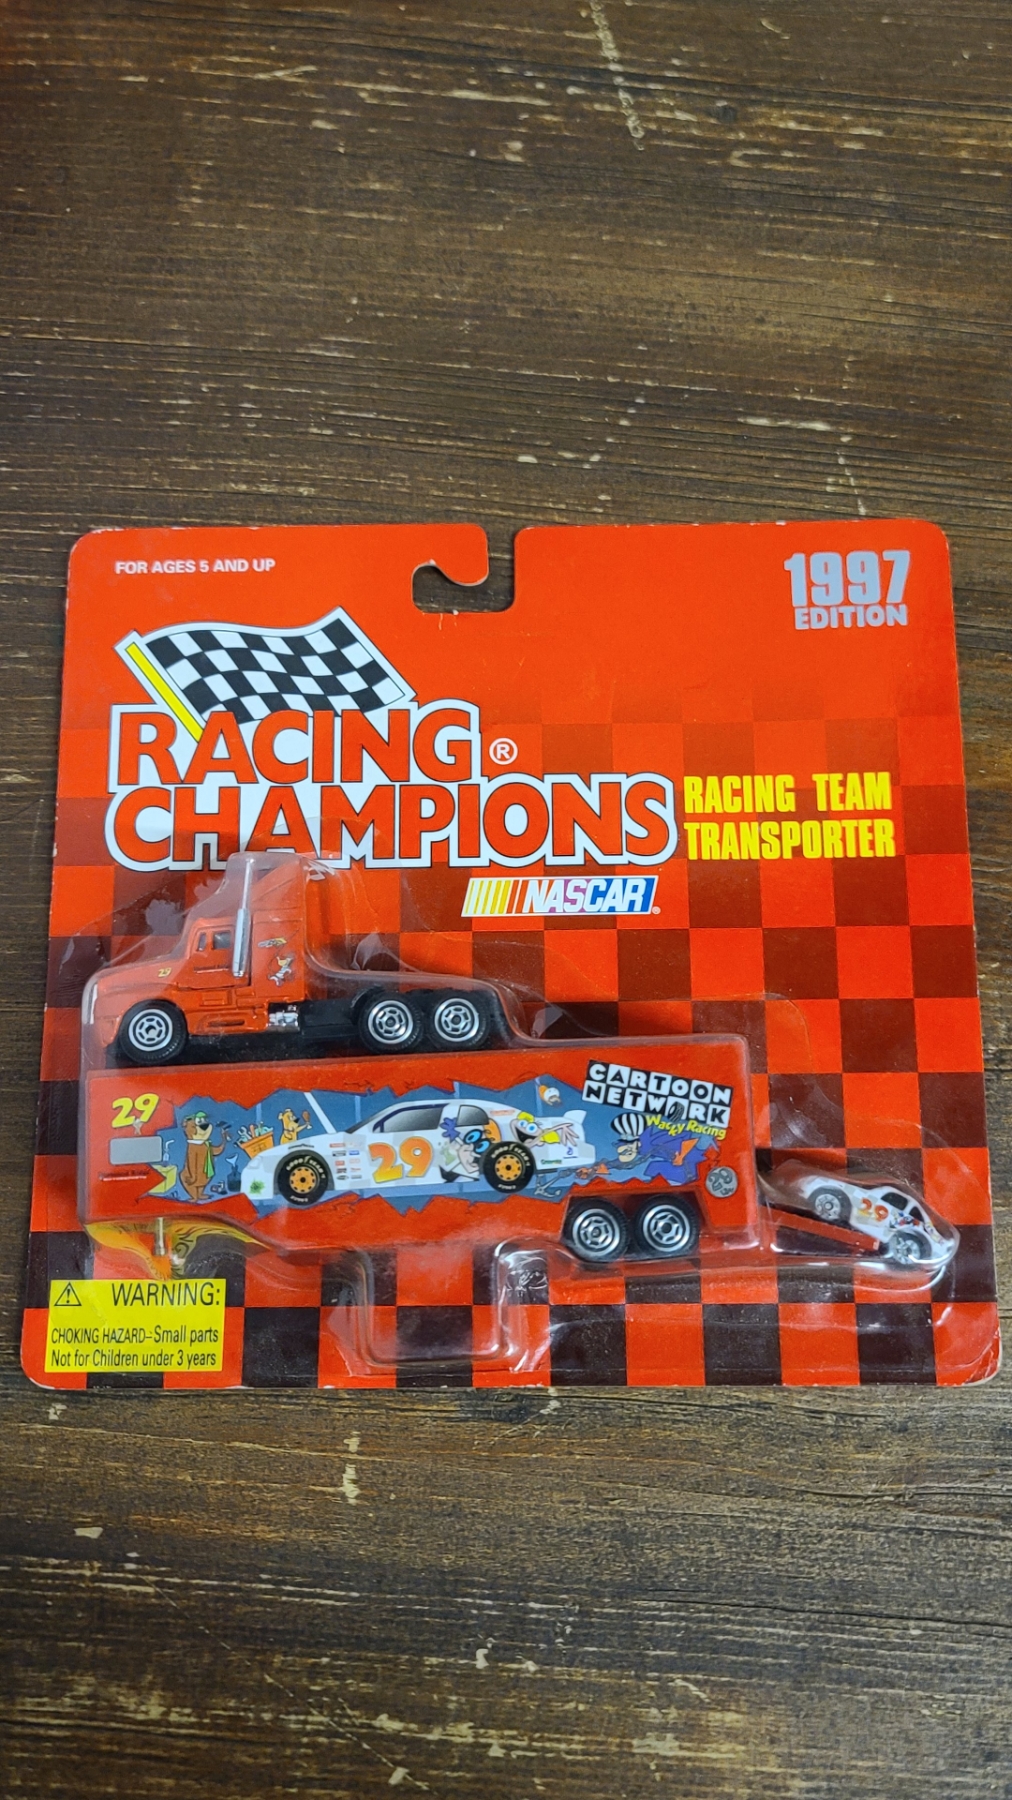 FOR AGES 5 AND UP
1997
EDITION
RACING ®
CHAMPIONS
RACING TEAM
TRANSPORTER
NASCAR®
29
CARTOON
NETWORK
Wacky Racing
29
29
29
⚠ WARNING:
CHOKING HAZARD–Small parts
Not for Children under 3 years